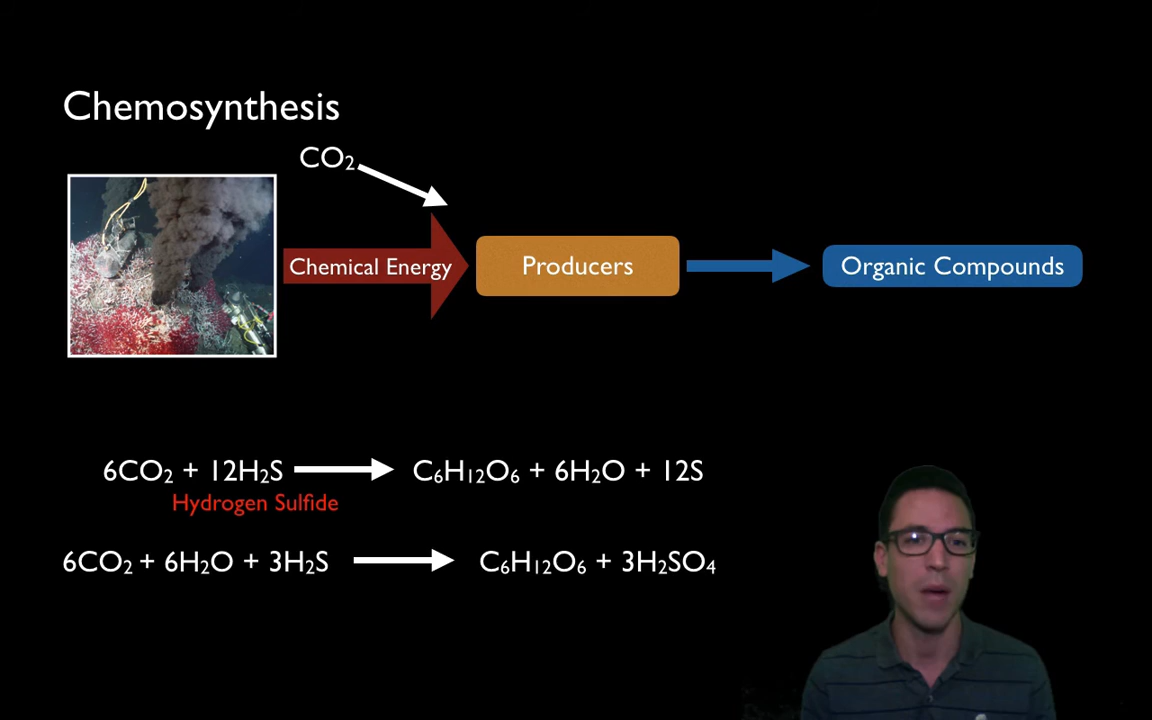 Chemosynthesis
CO₂
Chemical Energy
Producers
Organic Compounds
6CO₂ + 12H₂S → C₆H₁₂O₆ + 6H₂O + 12S
Hydrogen Sulfide
6CO₂ + 6H₂O + 3H₂S → C₆H₁₂O₆ + 3H₂SO₄